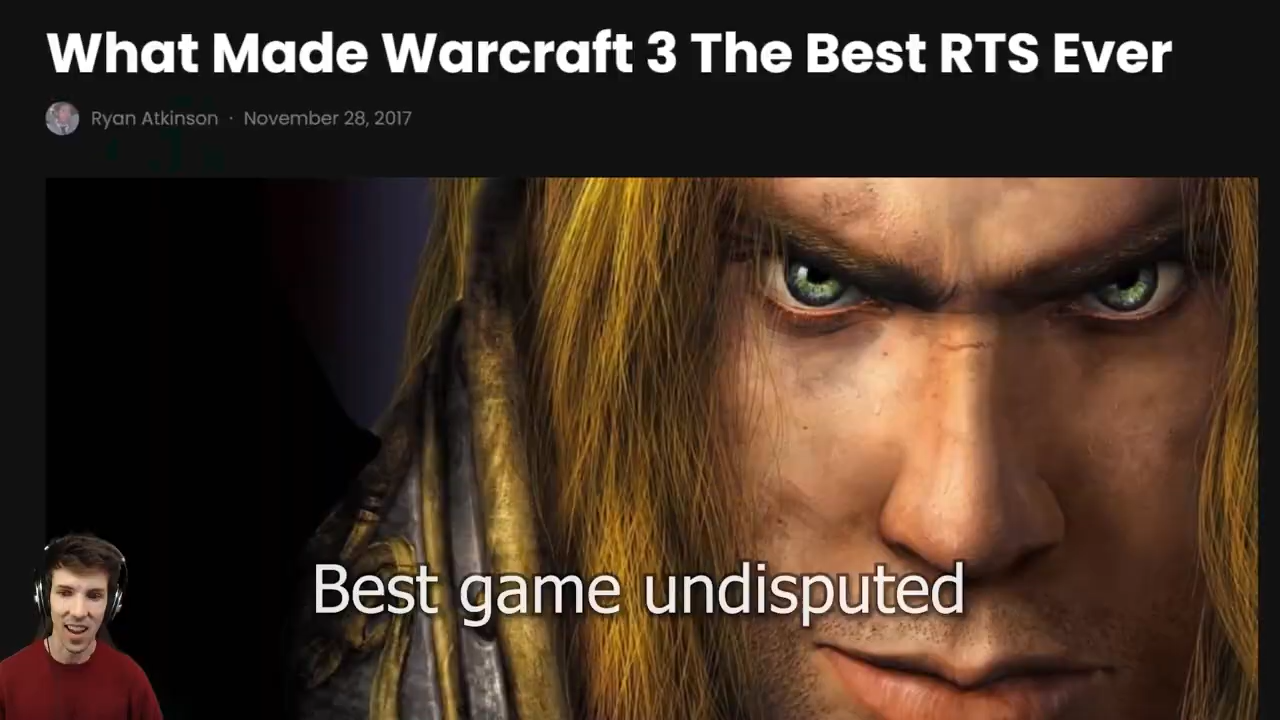 What Made Warcraft 3 The Best RTS Ever
Ryan Atkinson · November 28, 2017
Best game undisputed